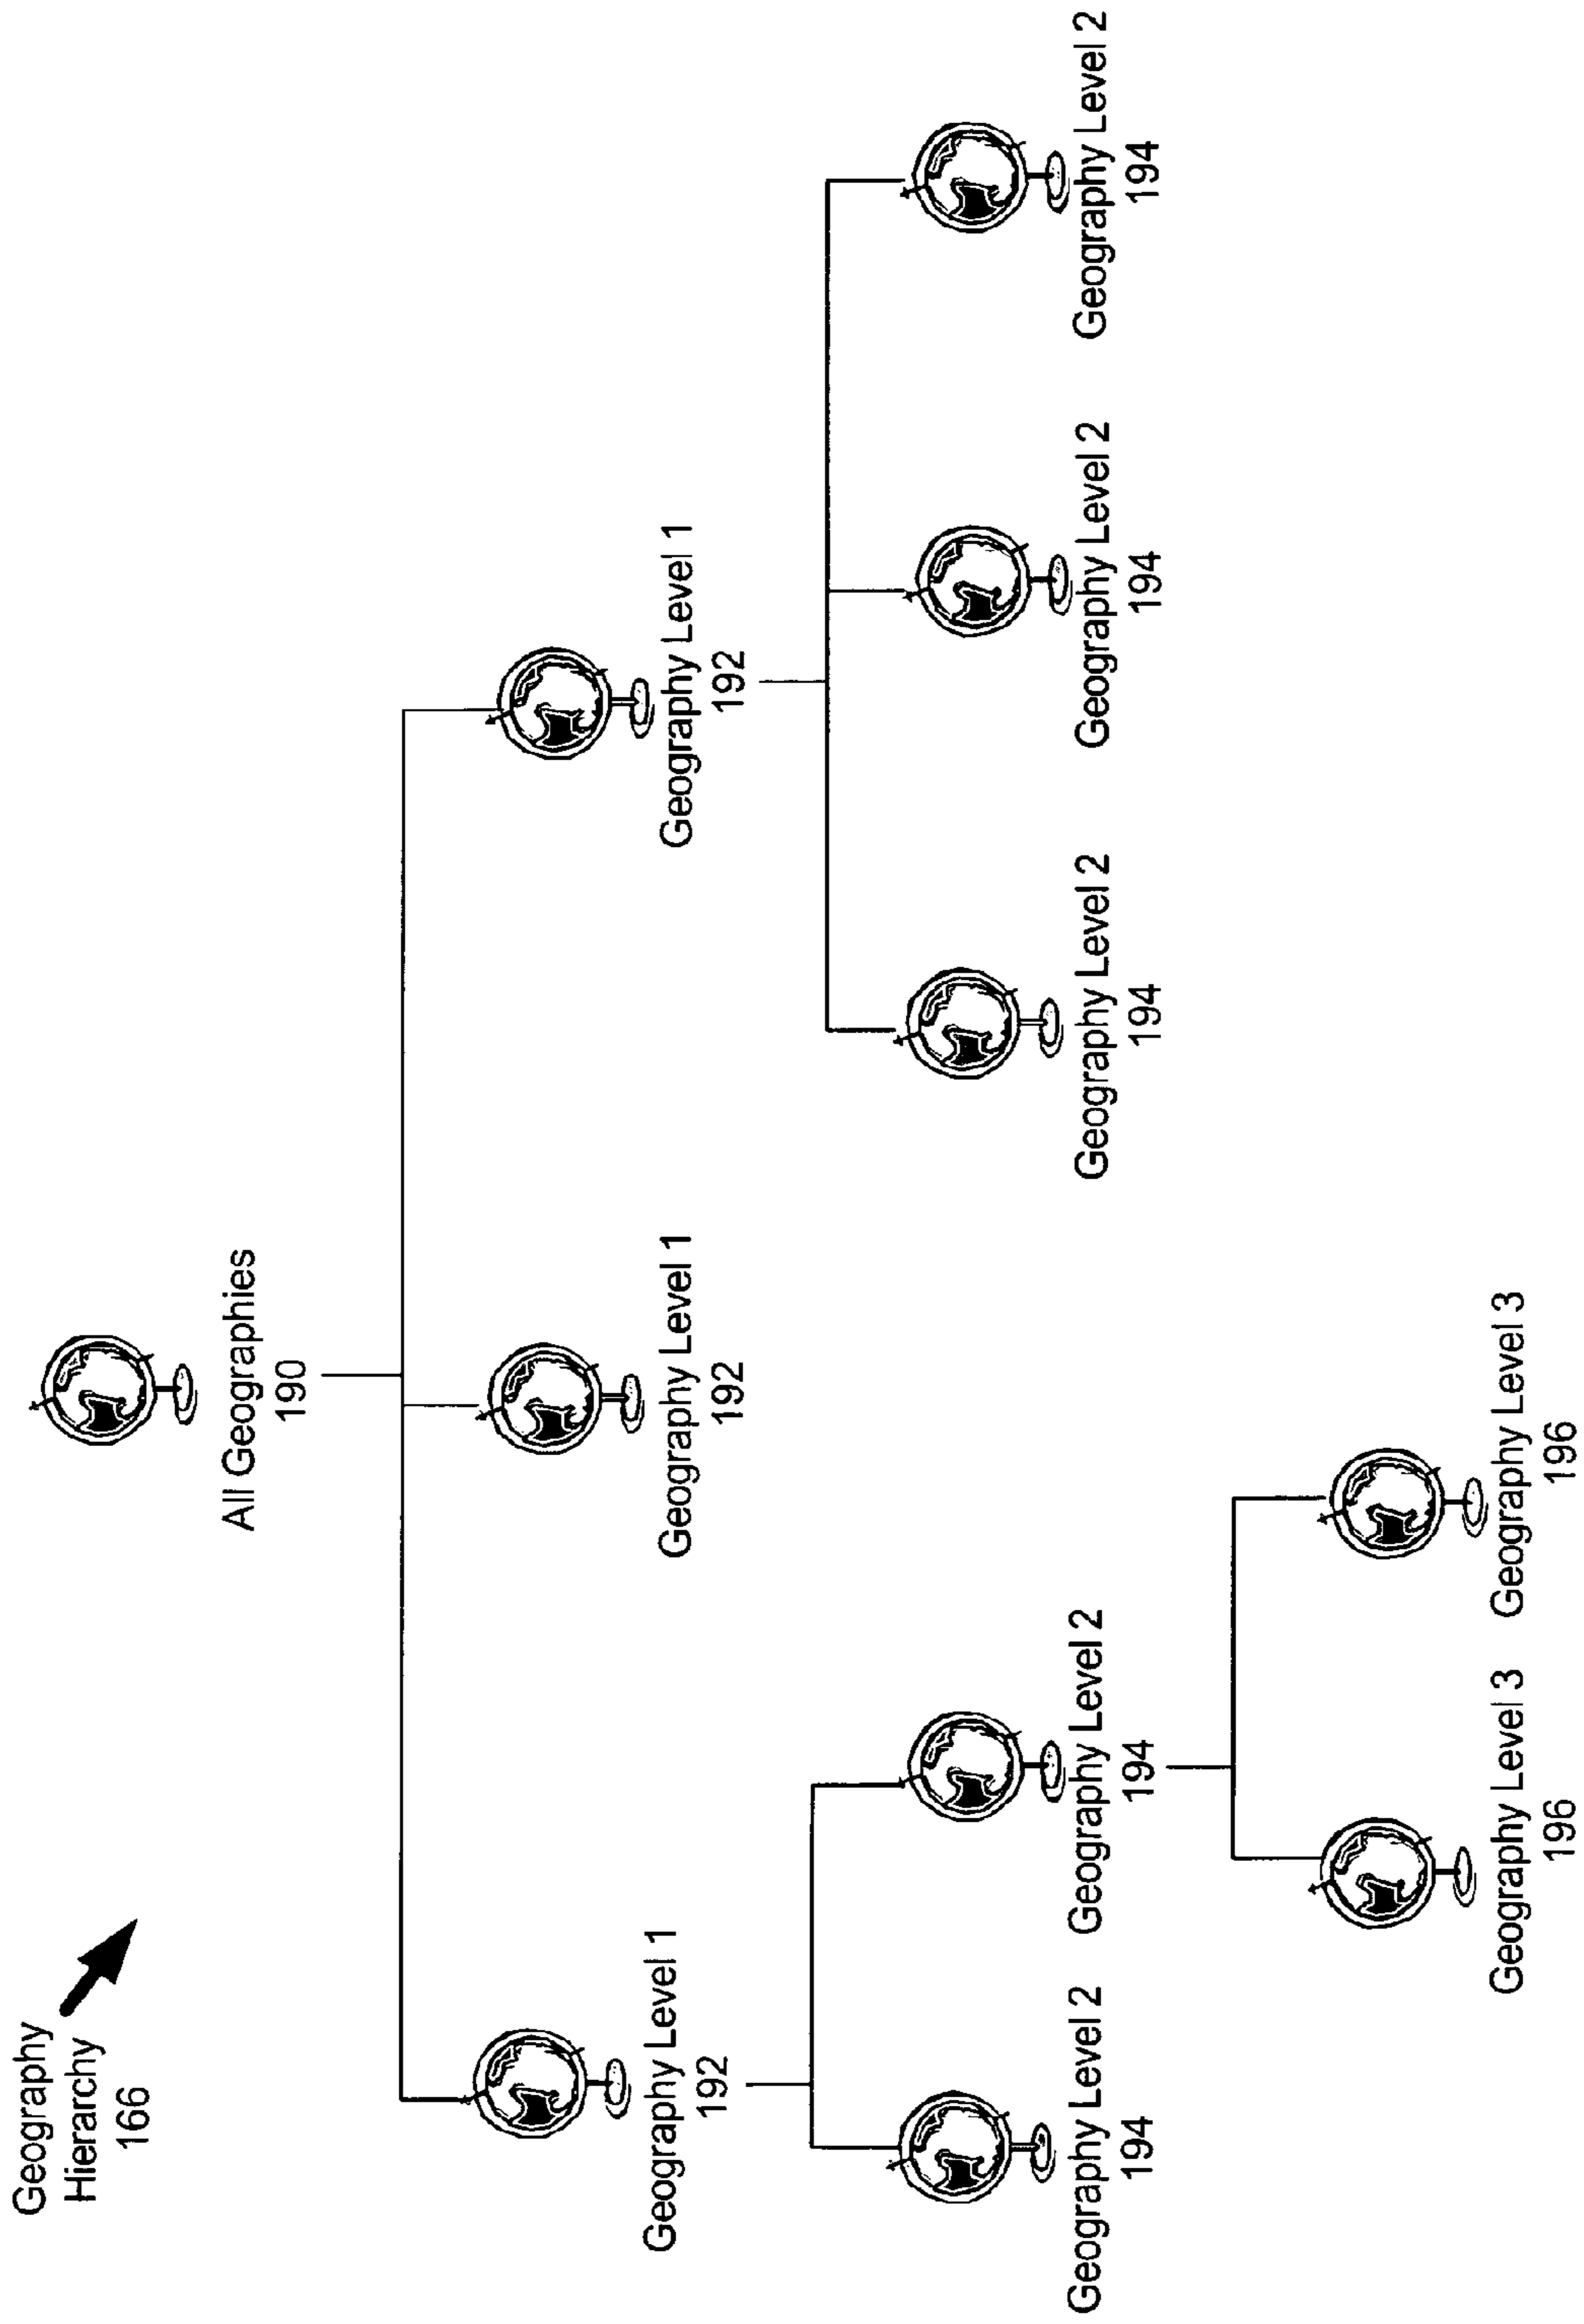 Geography
Hierarchy
166
All Geographies
190
Geography Level 1
192
Geography Level 1
192
Geography Level 1
192
Geography Level 2
194
Geography Level 2
194
Geography Level 2
194
Geography Level 2
194
Geography Level 2
194
Geography Level 3
196
Geography Level 3
196